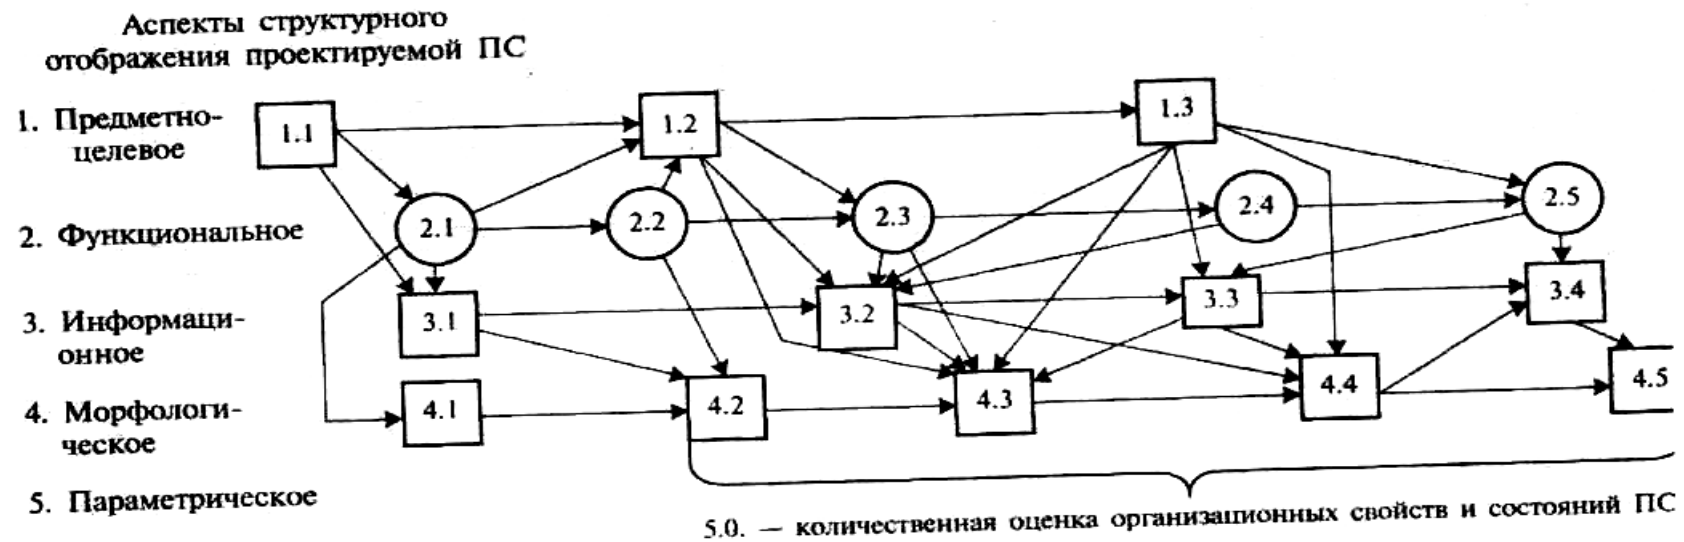 Аспекты структурного
отображения проектируемой ПС
1. Предметно-
целевое
1.1
1.2
1.3
2. Функциональное
2.1
2.2
2.3
2.4
2.5
3. Информаци-
онное
3.1
3.2
3.3
3.4
4. Морфологи-
ческое
4.1
4.2
4.3
4.4
4.5
5. Параметрическое
5.0. — количественная оценка организационных свойств и состояний ПС